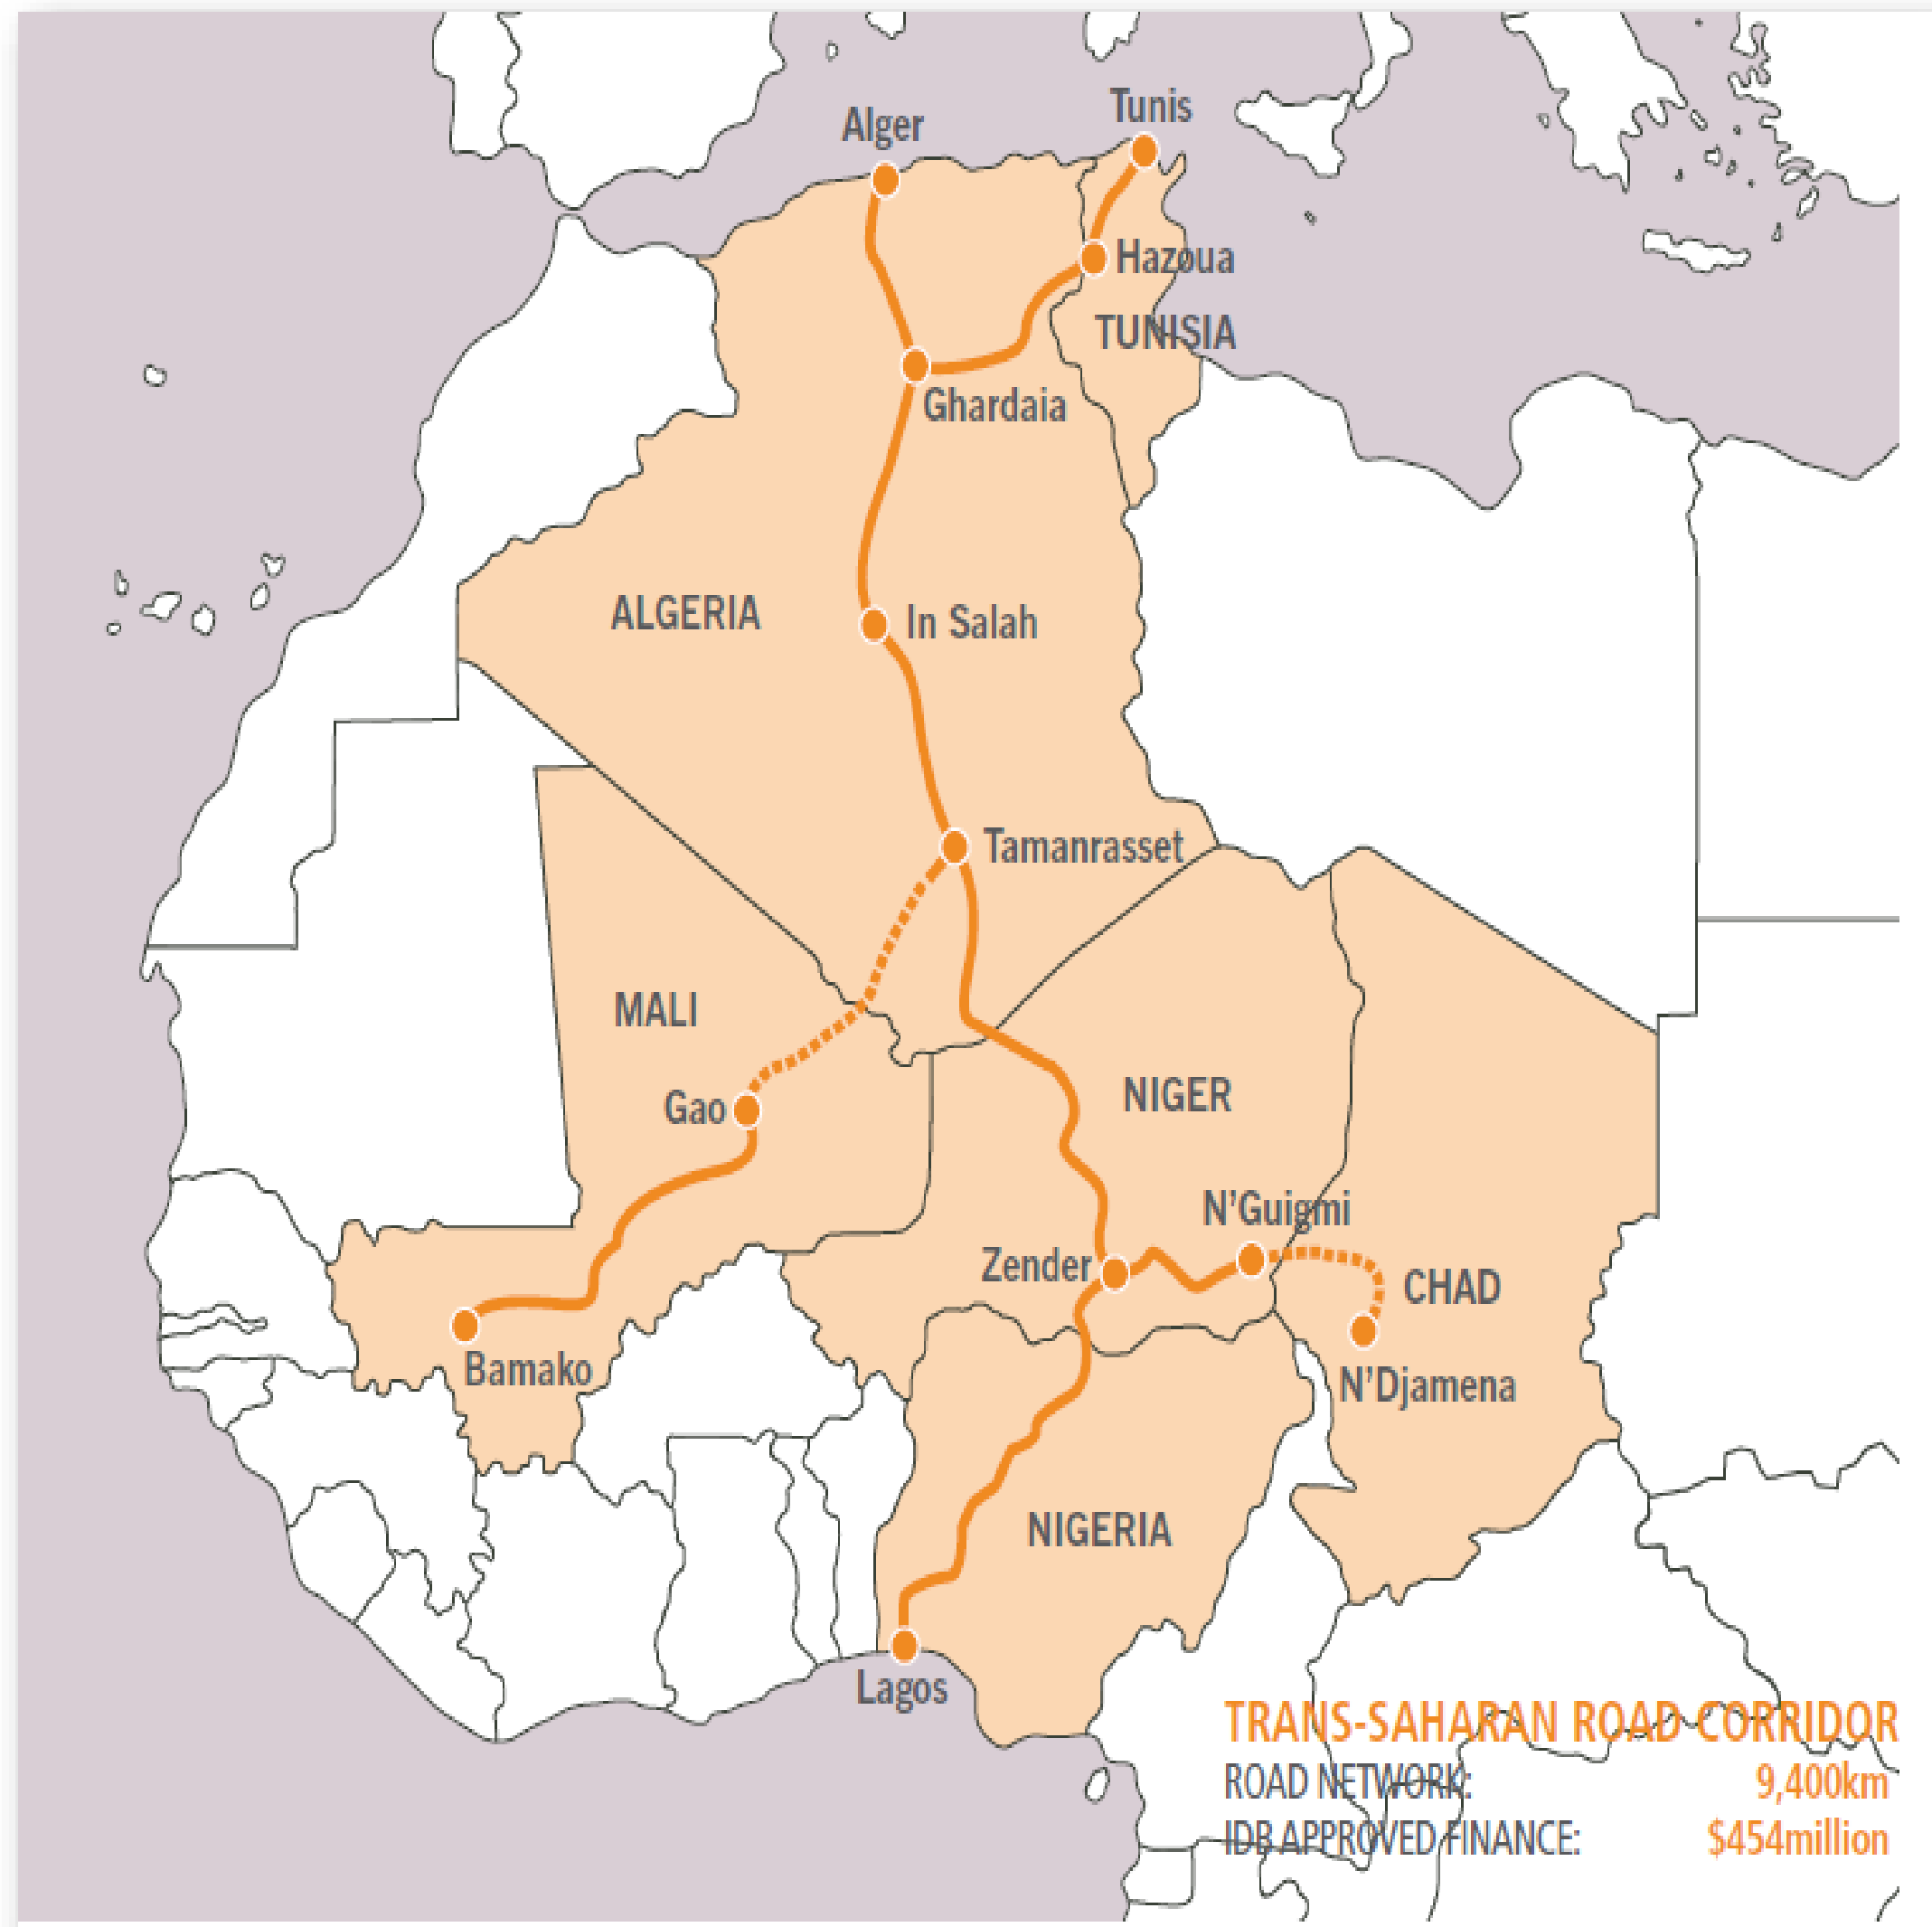 Tunis
Alger
Hazoua
TUNISIA
Ghardaia
ALGERIA
In Salah
Tamanrasset
MALI
NIGER
Gao
N'Guigmi
Zender
CHAD
Bamako
N'Djamena
NIGERIA
Lagos
TRANS-SAHARAN ROAD CORRIDOR
ROAD NETWORK: 9,400km
IDB APPROVED FINANCE: $454million